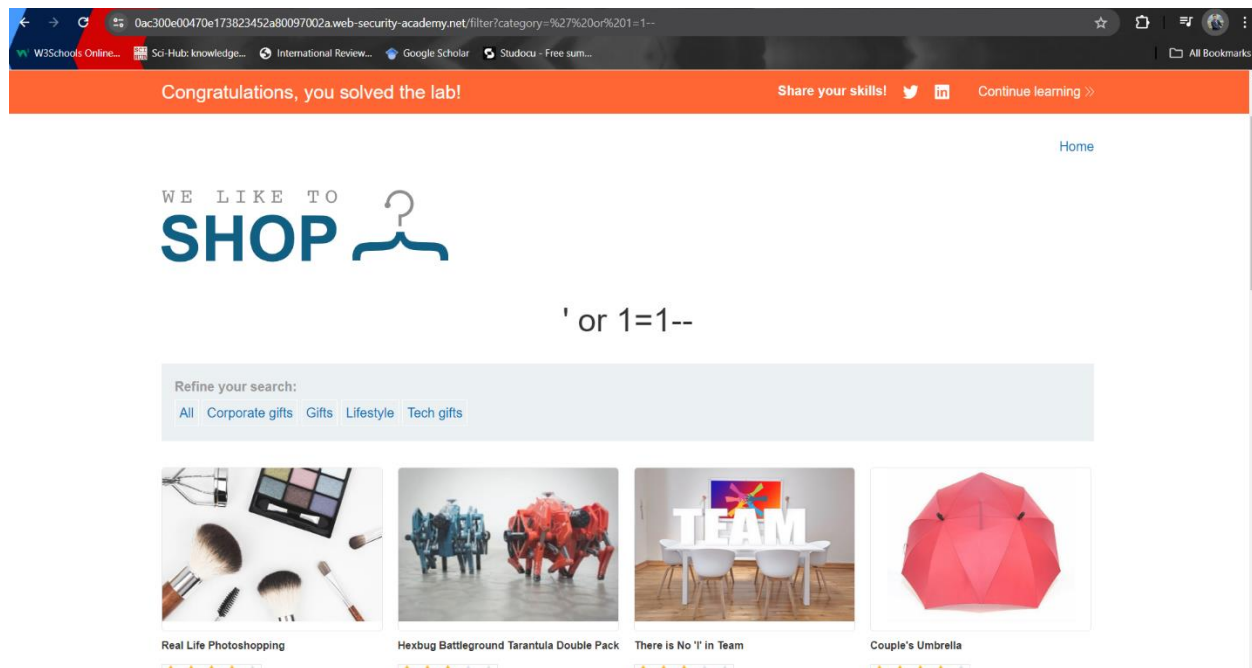 0ac300e00470e173823452a80097002a.web-security-academy.net/filter?category=%27%20or%201=1--
W3Schools Online... Sci-Hub: knowledge... International Review... Google Scholar Studocu - Free sum... All Bookmarks
Congratulations, you solved the lab! Share your skills! Continue learning »
Home
WE LIKE TO
SHOP
' or 1=1--
Refine your search:
All Corporate gifts Gifts Lifestyle Tech gifts
TEAM
Real Life Photoshopping Hexbug Battleground Tarantula Double Pack There is No 'I' in Team Couple's Umbrella